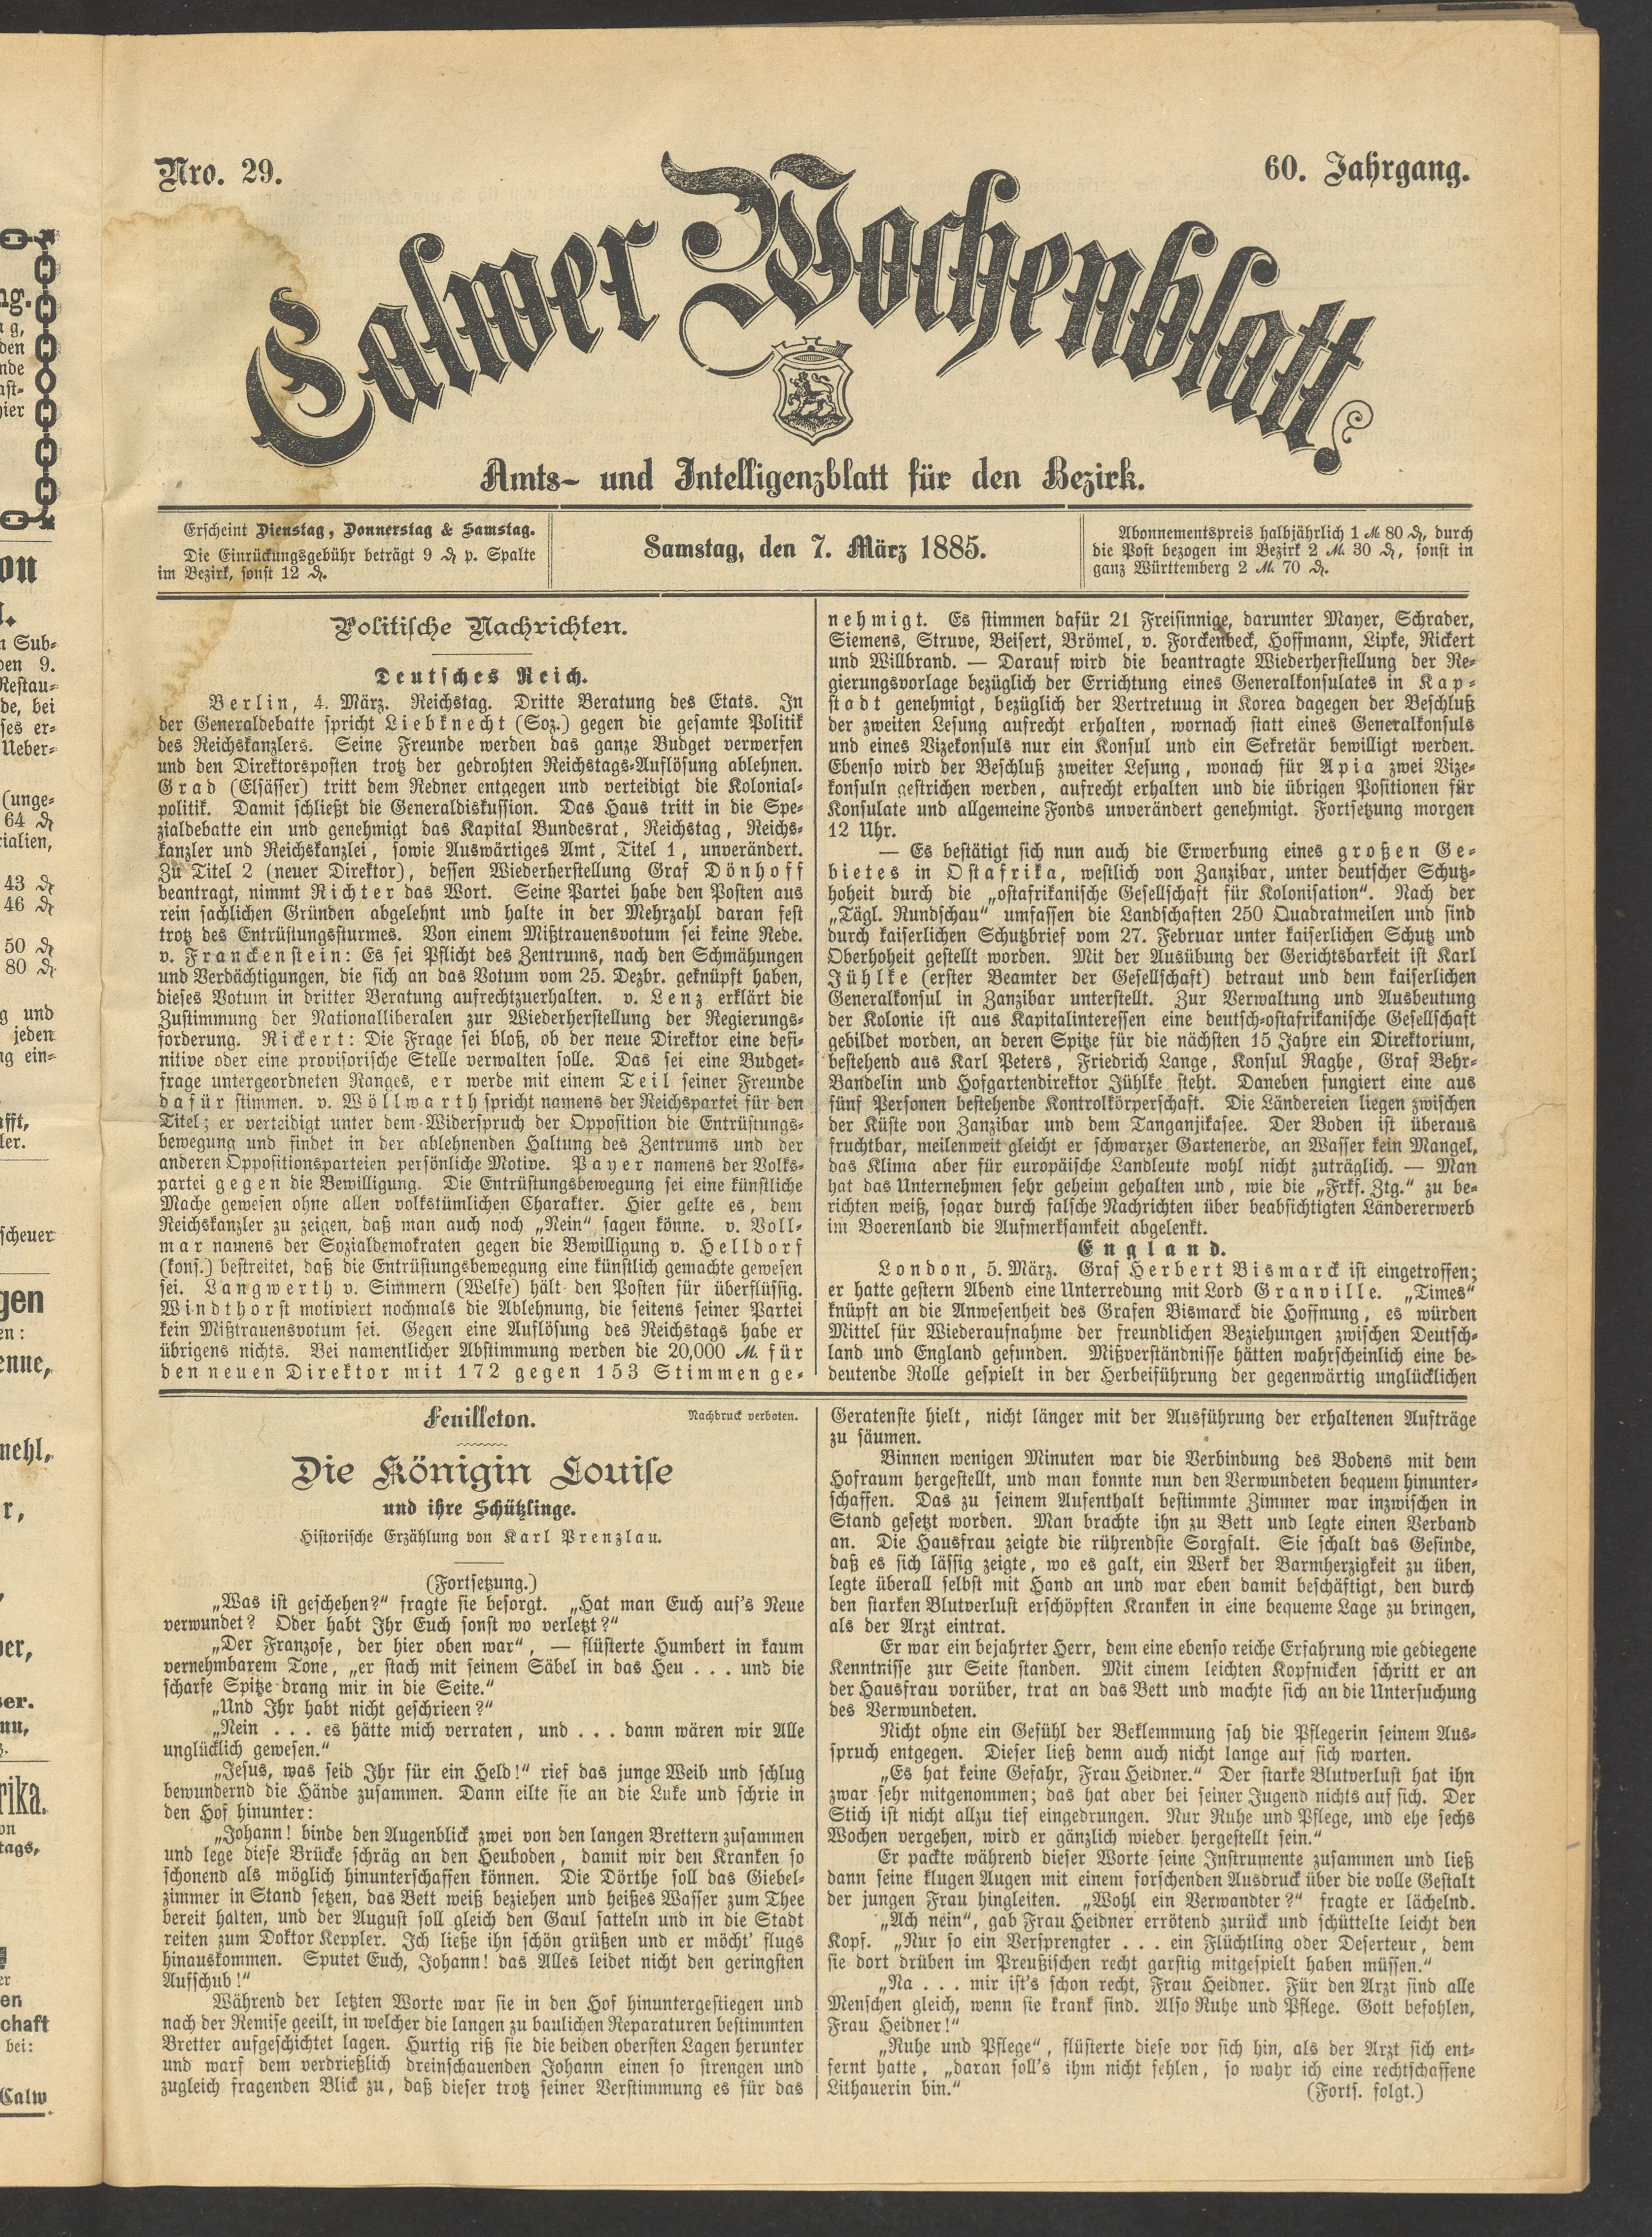 Nro. 29.
60. Jahrgang.
Calwer Wochenblatt
Amts- und Intelligenzblatt für den Bezirk.
Erscheint Dienstag, Donnerstag & Samstag.
Die Einrückungsgebühr beträgt 9 ₰ p. Spalte
im Bezirk, sonst 12 ₰.
Samstag, den 7. März 1885.
Abonnementspreis halbjährlich 1 ℳ 80 ₰, durch
die Post bezogen im Bezirk 2 ℳ. 30 ₰, sonst in
ganz Württemberg 2 ℳ. 70 ₰.
Politische Nachrichten.
Deutsches Reich.
Berlin, 4. März. Reichstag. Dritte Beratung des Etats. In
der Generaldebatte spricht Liebknecht (Soz.) gegen die gesamte Politik
des Reichskanzlers. Seine Freunde werden das ganze Budget verwerfen
und den Direktorsposten trotz der gedrohten Reichstags-Auflösung ablehnen.
Grad (Elsässer) tritt dem Redner entgegen und verteidigt die Kolonial-
politik. Damit schließt die Generaldiskussion. Das Haus tritt in die Spe-
zialdebatte ein und genehmigt das Kapital Bundesrat, Reichstag, Reichs-
kanzler und Reichskanzlei, sowie Auswärtiges Amt, Titel 1, unverändert.
Zu Titel 2 (neuer Direktor), dessen Wiederherstellung Graf Dönhoff
beantragt, nimmt Richter das Wort. Seine Partei habe den Posten aus
rein sachlichen Gründen abgelehnt und halte in der Mehrzahl daran fest
trotz des Entrüstungssturmes. Von einem Mißtrauensvotum sei keine Rede.
v. Franckenstein: Es sei Pflicht des Zentrums, nach den Schmähungen
und Verdächtigungen, die sich an das Votum vom 25. Dezbr. geknüpft haben,
dieses Votum in dritter Beratung aufrechtzuerhalten. v. Lenz erklärt die
Zustimmung der Nationalliberalen zur Wiederherstellung der Regierungs-
forderung. Rickert: Die Frage sei bloß, ob der neue Direktor eine defi-
nitive oder eine provisorische Stelle verwalten solle. Das sei eine Budget-
frage untergeordneten Ranges, er werde mit einem Teil seiner Freunde
dafür stimmen. v. Wöllwarth spricht namens der Reichspartei für den
Titel; er verteidigt unter dem Widerspruch der Opposition die Entrüstungs-
bewegung und findet in der ablehnenden Haltung des Zentrums und der
anderen Oppositionsparteien persönliche Motive. Payer namens der Volks-
partei gegen die Bewilligung. Die Entrüstungsbewegung sei eine künstliche
Mache gewesen ohne allen volkstümlichen Charakter. Hier gelte es, dem
Reichskanzler zu zeigen, daß man auch noch „Nein“ sagen könne. v. Voll-
mar namens der Sozialdemokraten gegen die Bewilligung v. Helldorf
(kons.) bestreitet, daß die Entrüstungsbewegung eine künstlich gemachte gewesen
sei. Langwerth v. Simmern (Welfe) hält den Posten für überflüssig.
Windthorst motiviert nochmals die Ablehnung, die seitens seiner Partei
kein Mißtrauensvotum sei. Gegen eine Auflösung des Reichstags habe er
übrigens nichts. Bei namentlicher Abstimmung werden die 20,000 ℳ. für
den neuen Direktor mit 172 gegen 153 Stimmen ge-
nehmigt. Es stimmen dafür 21 Freisinnige, darunter Mayer, Schrader,
Siemens, Struve, Beisert, Brömel, v. Forckenbeck, Hoffmann, Lipke, Rickert
und Willbrand. — Darauf wird die beantragte Wiederherstellung der Re-
gierungsvorlage bezüglich der Errichtung eines Generalkonsulates in Kap-
stadt genehmigt, bezüglich der Vertretuug in Korea dagegen der Beschluß
der zweiten Lesung aufrecht erhalten, wornach statt eines Generalkonsuls
und eines Vizekonsuls nur ein Konsul und ein Sekretär bewilligt werden.
Ebenso wird der Beschluß zweiter Lesung, wonach für Apia zwei Vize-
konsuln gestrichen werden, aufrecht erhalten und die übrigen Positionen für
Konsulate und allgemeine Fonds unverändert genehmigt. Fortsetzung morgen
12 Uhr.
— Es bestätigt sich nun auch die Erwerbung eines großen Ge-
bietes in Ostafrika, westlich von Zanzibar, unter deutscher Schutz-
hoheit durch die „ostafrikanische Gesellschaft für Kolonisation“. Nach der
„Tägl. Rundschau“ umfassen die Landschaften 250 Quadratmeilen und sind
durch kaiserlichen Schutzbrief vom 27. Februar unter kaiserlichen Schutz und
Oberhoheit gestellt worden. Mit der Ausübung der Gerichtsbarkeit ist Karl
Jühlke (erster Beamter der Gesellschaft) betraut und dem kaiserlichen
Generalkonsul in Zanzibar unterstellt. Zur Verwaltung und Ausbeutung
der Kolonie ist aus Kapitalinteressen eine deutsch-ostafrikanische Gesellschaft
gebildet worden, an deren Spitze für die nächsten 15 Jahre ein Direktorium,
bestehend aus Karl Peters, Friedrich Lange, Konsul Raghe, Graf Behr-
Bandelin und Hofgartendirektor Jühlke steht. Daneben fungiert eine aus
fünf Personen bestehende Kontrolkörperschaft. Die Ländereien liegen zwischen
der Küste von Zanzibar und dem Tanganjikasee. Der Boden ist überaus
fruchtbar, meilenweit gleicht er schwarzer Gartenerde, an Wasser kein Mangel,
das Klima aber für europäische Landleute wohl nicht zuträglich. — Man
hat das Unternehmen sehr geheim gehalten und, wie die „Frkf. Ztg.“ zu be-
richten weiß, sogar durch falsche Nachrichten über beabsichtigten Ländererwerb
im Boerenland die Aufmerksamkeit abgelenkt.
England.
London, 5. März. Graf Herbert Bismarck ist eingetroffen;
er hatte gestern Abend eine Unterredung mit Lord Granville. „Times“
knüpft an die Anwesenheit des Grafen Bismarck die Hoffnung, es würden
Mittel für Wiederaufnahme der freundlichen Beziehungen zwischen Deutsch-
land und England gefunden. Mißverständnisse hätten wahrscheinlich eine be-
deutende Rolle gespielt in der Herbeiführung der gegenwärtig unglücklichen
Feuilleton.
Nachdruck verboten.
Die Königin Louise
und ihre Schützlinge.
Historische Erzählung von Karl Prenzlau.
(Fortsetzung.)
„Was ist geschehen?“ fragte sie besorgt. „Hat man Euch auf's Neue
verwundet? Oder habt Ihr Euch sonst wo verletzt?“
„Der Franzose, der hier oben war“, — flüsterte Humbert in kaum
vernehmbarem Tone, „er stach mit seinem Säbel in das Heu . . . und die
scharfe Spitze drang mir in die Seite.“
„Und Ihr habt nicht geschrieen?“
„Nein . . . es hätte mich verraten, und . . . dann wären wir Alle
unglücklich gewesen.“
„Jesus, was seid Ihr für ein Held!“ rief das junge Weib und schlug
bewundernd die Hände zusammen. Dann eilte sie an die Luke und schrie in
den Hof hinunter:
„Johann! binde den Augenblick zwei von den langen Brettern zusammen
und lege diese Brücke schräg an den Heuboden, damit wir den Kranken so
schonend als möglich hinunterschaffen können. Die Dörthe soll das Giebel-
zimmer in Stand setzen, das Bett weiß beziehen und heißes Wasser zum Thee
bereit halten, und der August soll gleich den Gaul satteln und in die Stadt
reiten zum Doktor Keppler. Ich ließe ihn schön grüßen und er möcht' flugs
hinauskommen. Sputet Euch, Johann! das Alles leidet nicht den geringsten
Aufschub!“
Während der letzten Worte war sie in den Hof hinuntergestiegen und
nach der Remise geeilt, in welcher die langen zu baulichen Reparaturen bestimmten
Bretter aufgeschichtet lagen. Hurtig riß sie die beiden obersten Lagen herunter
und warf dem verdrießlich dreinschauenden Johann einen so strengen und
zugleich fragenden Blick zu, daß dieser trotz seiner Verstimmung es für das
Geratenste hielt, nicht länger mit der Ausführung der erhaltenen Aufträge
zu säumen.
Binnen wenigen Minuten war die Verbindung des Bodens mit dem
Hofraum hergestellt, und man konnte nun den Verwundeten bequem hinunter-
schaffen. Das zu seinem Aufenthalt bestimmte Zimmer war inzwischen in
Stand gesetzt worden. Man brachte ihn zu Bett und legte einen Verband
an. Die Hausfrau zeigte die rührendste Sorgfalt. Sie schalt das Gesinde,
daß es sich lässig zeigte, wo es galt, ein Werk der Barmherzigkeit zu üben,
legte überall selbst mit Hand an und war eben damit beschäftigt, den durch
den starken Blutverlust erschöpften Kranken in eine bequeme Lage zu bringen,
als der Arzt eintrat.
Er war ein bejahrter Herr, dem eine ebenso reiche Erfahrung wie gediegene
Kenntnisse zur Seite standen. Mit einem leichten Kopfnicken schritt er an
der Hausfrau vorüber, trat an das Bett und machte sich an die Untersuchung
des Verwundeten.
Nicht ohne ein Gefühl der Beklemmung sah die Pflegerin seinem Aus-
spruch entgegen. Dieser ließ denn auch nicht lange auf sich warten.
„Es hat keine Gefahr, Frau Heidner.“ Der starke Blutverlust hat ihn
zwar sehr mitgenommen; das hat aber bei seiner Jugend nichts auf sich. Der
Stich ist nicht allzu tief eingedrungen. Nur Ruhe und Pflege, und ehe sechs
Wochen vergehen, wird er gänzlich wieder hergestellt sein.“
Er packte während dieser Worte seine Instrumente zusammen und ließ
dann seine klugen Augen mit einem forschenden Ausdruck über die volle Gestalt
der jungen Frau hingleiten. „Wohl ein Verwandter?“ fragte er lächelnd.
„Ach nein“, gab Frau Heidner errötend zurück und schüttelte leicht den
Kopf. „Nur so ein Versprengter . . . ein Flüchtling oder Deserteur, dem
sie dort drüben im Preußischen recht garstig mitgespielt haben müssen.“
„Na . . . mir ist's schon recht, Frau Heidner. Für den Arzt sind alle
Menschen gleich, wenn sie krank sind. Also Ruhe und Pflege. Gott befohlen,
Frau Heidner!“
„Ruhe und Pflege“, flüsterte diese vor sich hin, als der Arzt sich ent-
fernt hatte, „daran soll's ihm nicht fehlen, so wahr ich eine rechtschaffene
Lithauerin bin.“
(Forts. folgt.)